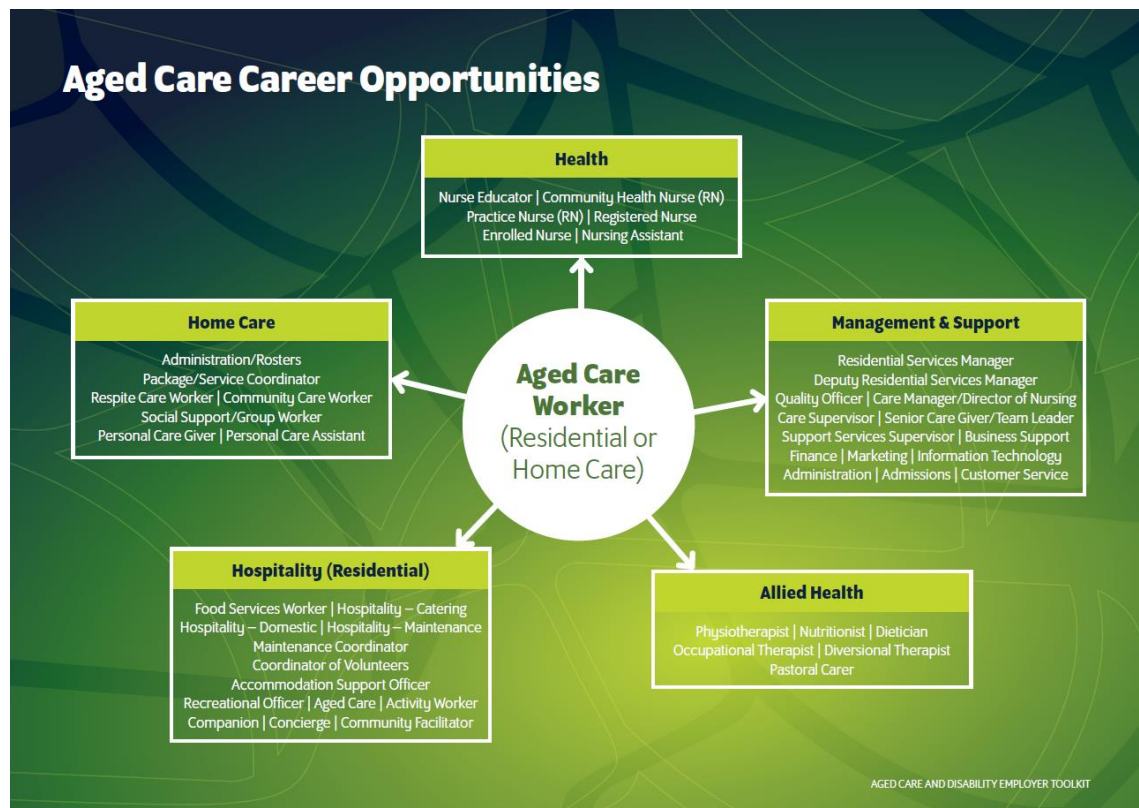 Aged Care Career Opportunities
Health
Nurse Educator | Community Health Nurse (RN)
Practice Nurse (RN) | Registered Nurse
Enrolled Nurse | Nursing Assistant
Home Care
Administration/Rosters
Package/Service Coordinator
Respite Care Worker | Community Care Worker
Social Support/Group Worker
Personal Care Giver | Personal Care Assistant
Aged Care
Worker
(Residential or
Home Care)
Management & Support
Residential Services Manager
Deputy Residential Services Manager
Quality Officer | Care Manager/Director of Nursing
Care Supervisor | Senior Care Giver/Team Leader
Support Services Supervisor | Business Support
Finance | Marketing | Information Technology
Administration | Admissions | Customer Service
Hospitality (Residential)
Food Services Worker | Hospitality – Catering
Hospitality – Domestic | Hospitality – Maintenance
Maintenance Coordinator
Coordinator of Volunteers
Accommodation Support Officer
Recreational Officer | Aged Care | Activity Worker
Companion | Concierge | Community Facilitator
Allied Health
Physiotherapist | Nutritionist | Dietician
Occupational Therapist | Diversional Therapist
Pastoral Carer
AGED CARE AND DISABILITY EMPLOYER TOOLKIT